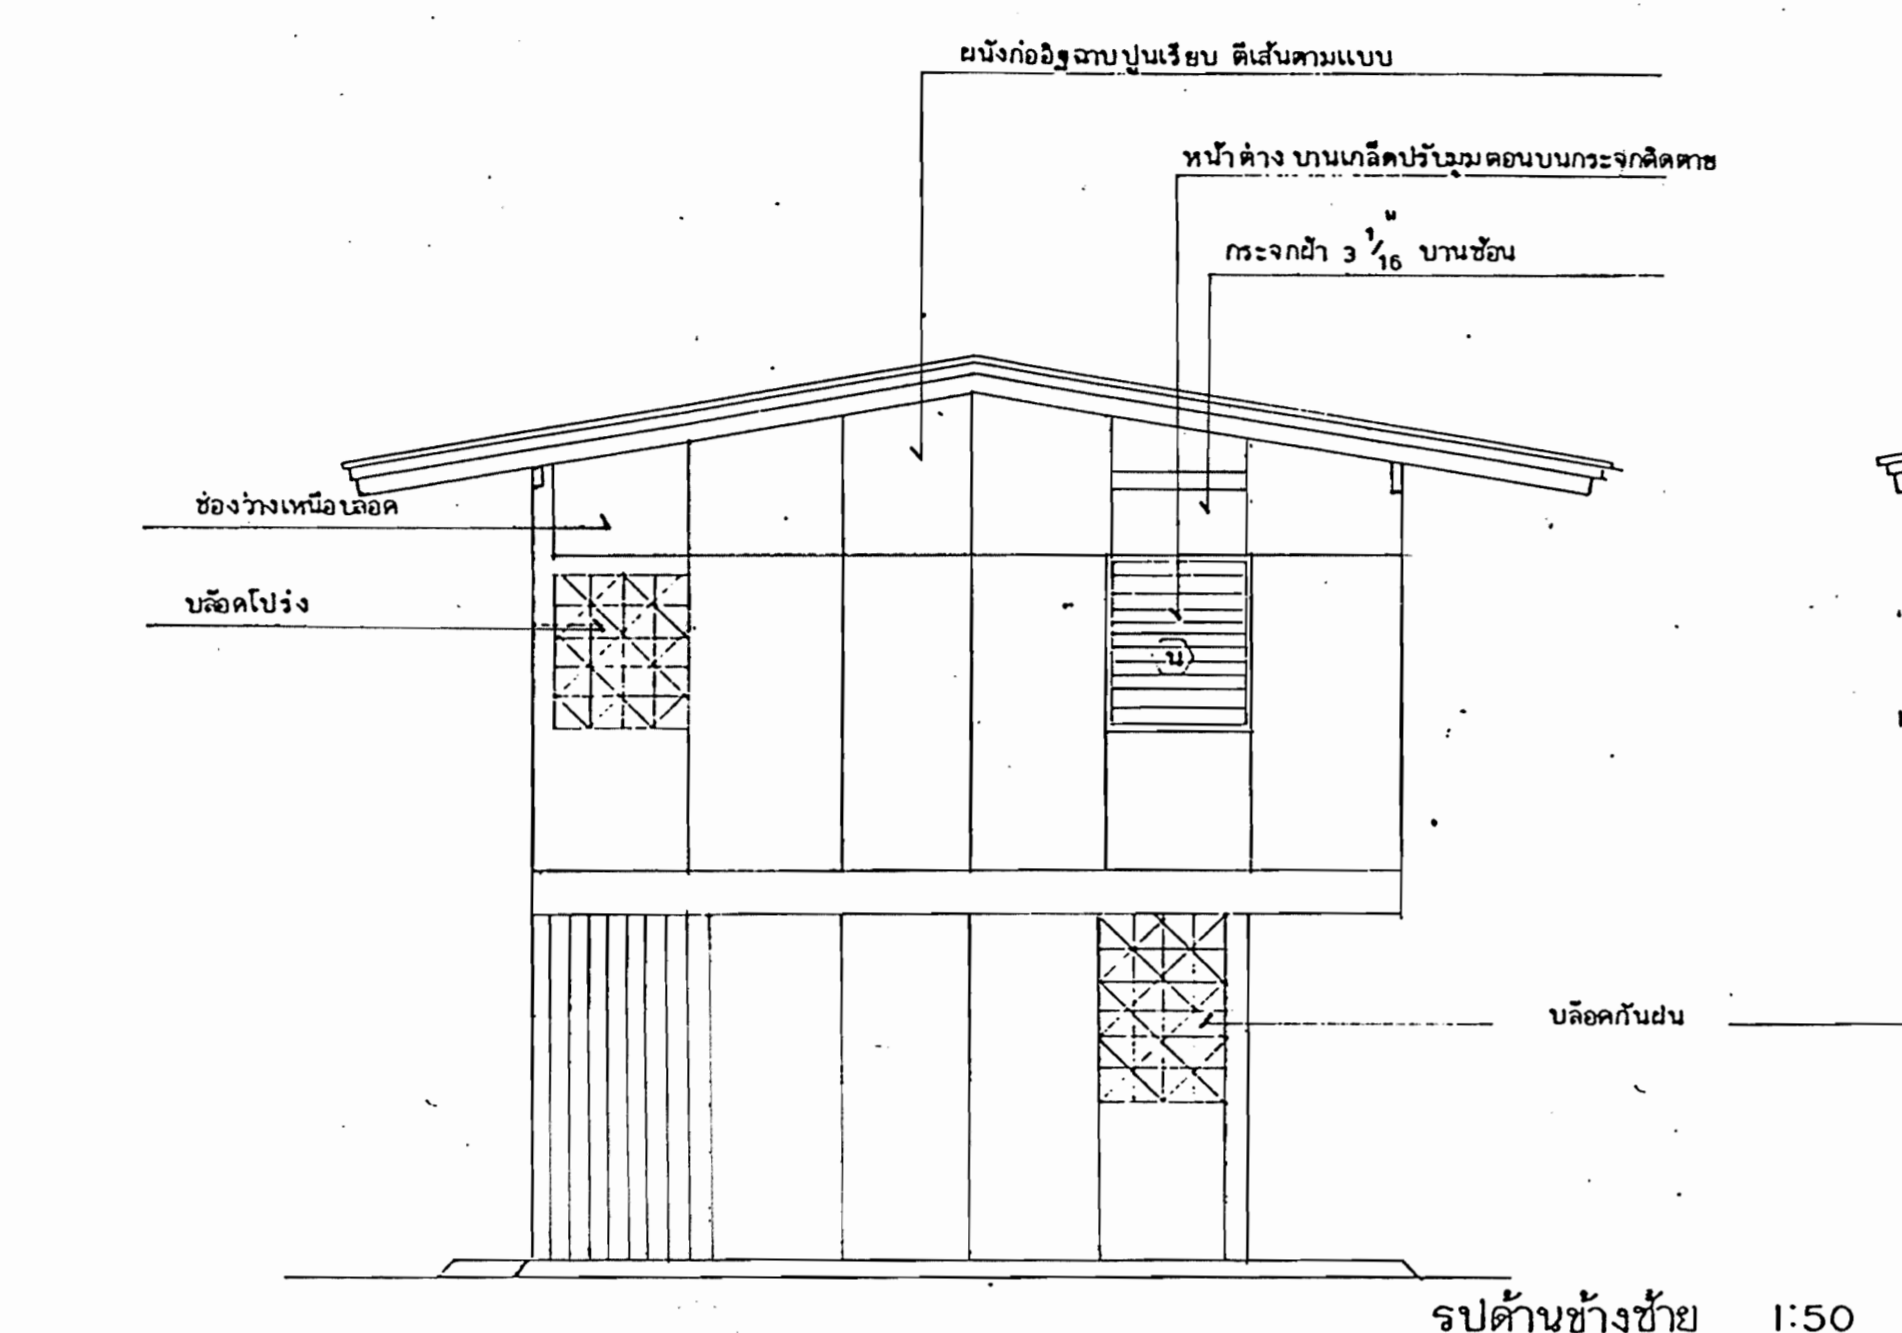 ผนังก่ออิฐฉาบปูนเรียบ ตีเส้นตามแบบ
หน้าต่าง บานเกล็ดปรับมุมตอนบนกระจกติดตาย
กระจกฝ้า 3 1/16" บานซ้อน
ช่องว่างเหนือบลอค
บล๊อคโปร่ง
น
บล๊อคกันฝน
รูปด้านข้างซ้าย 1:50